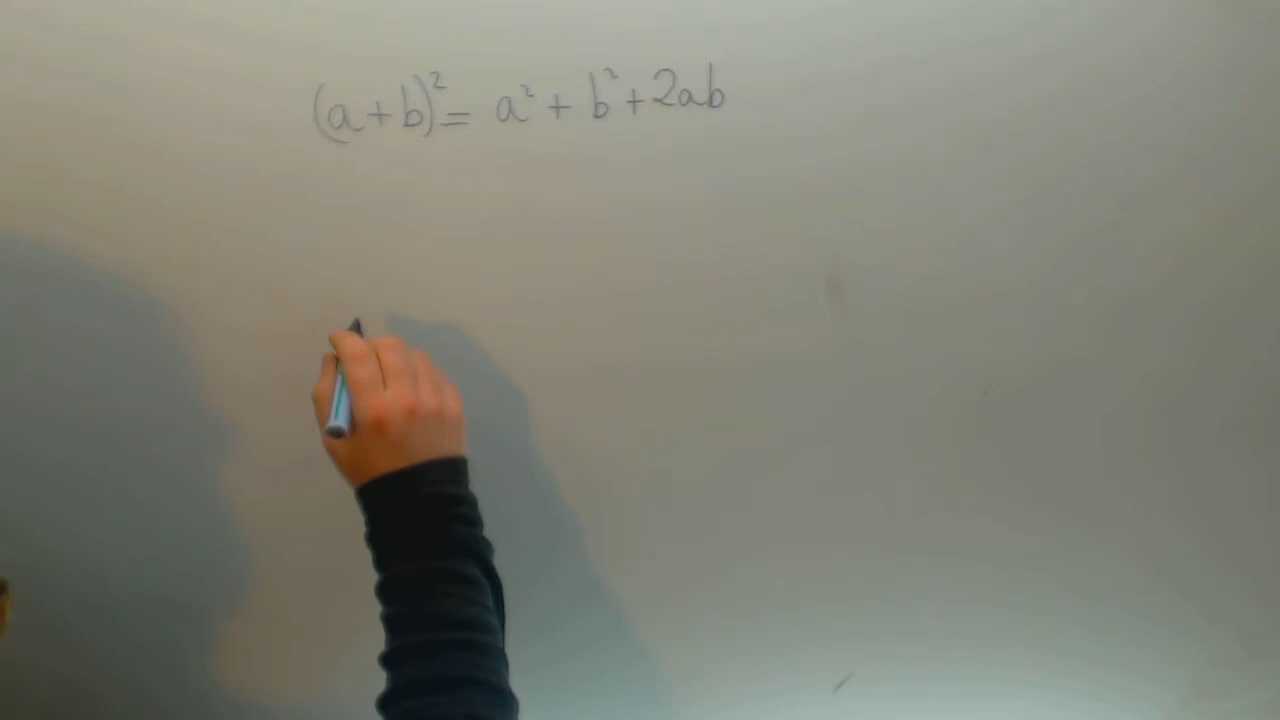 (a+b)² = a² + b² + 2ab